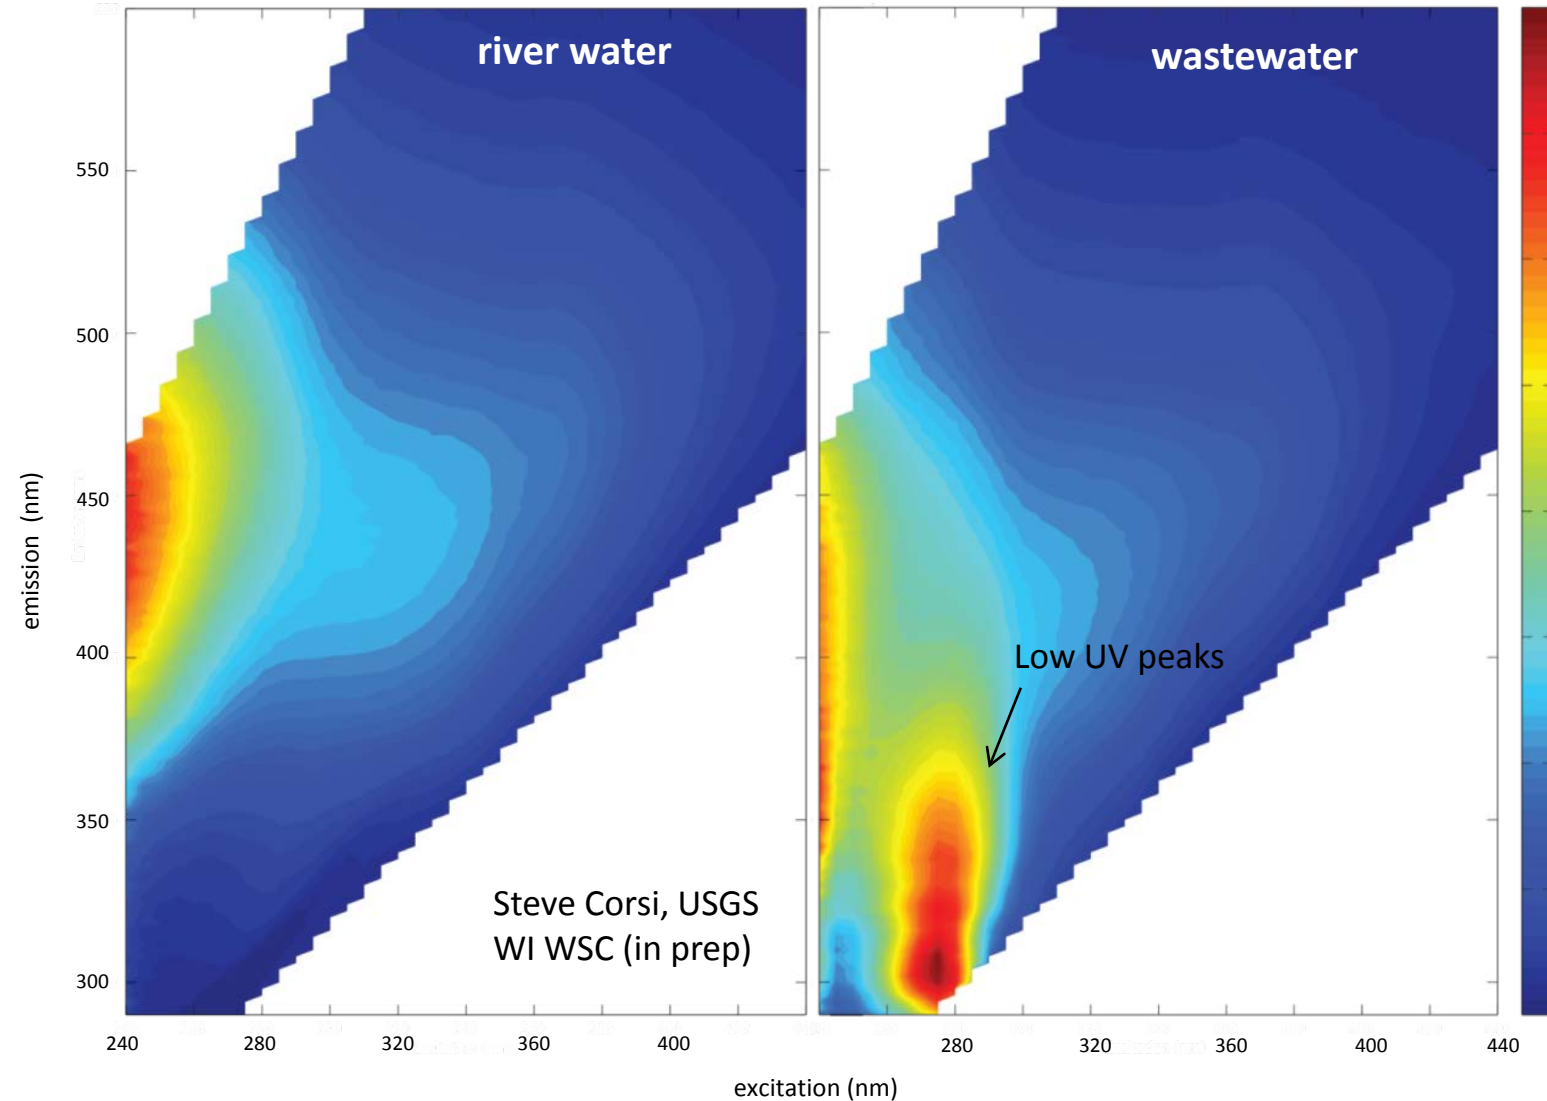 river water
wastewater
550
500
450
400
350
300
emission (nm)
Low UV peaks
Steve Corsi, USGS
WI WSC (in prep)
240
280
320
360
400
280
320
360
400
440
excitation (nm)